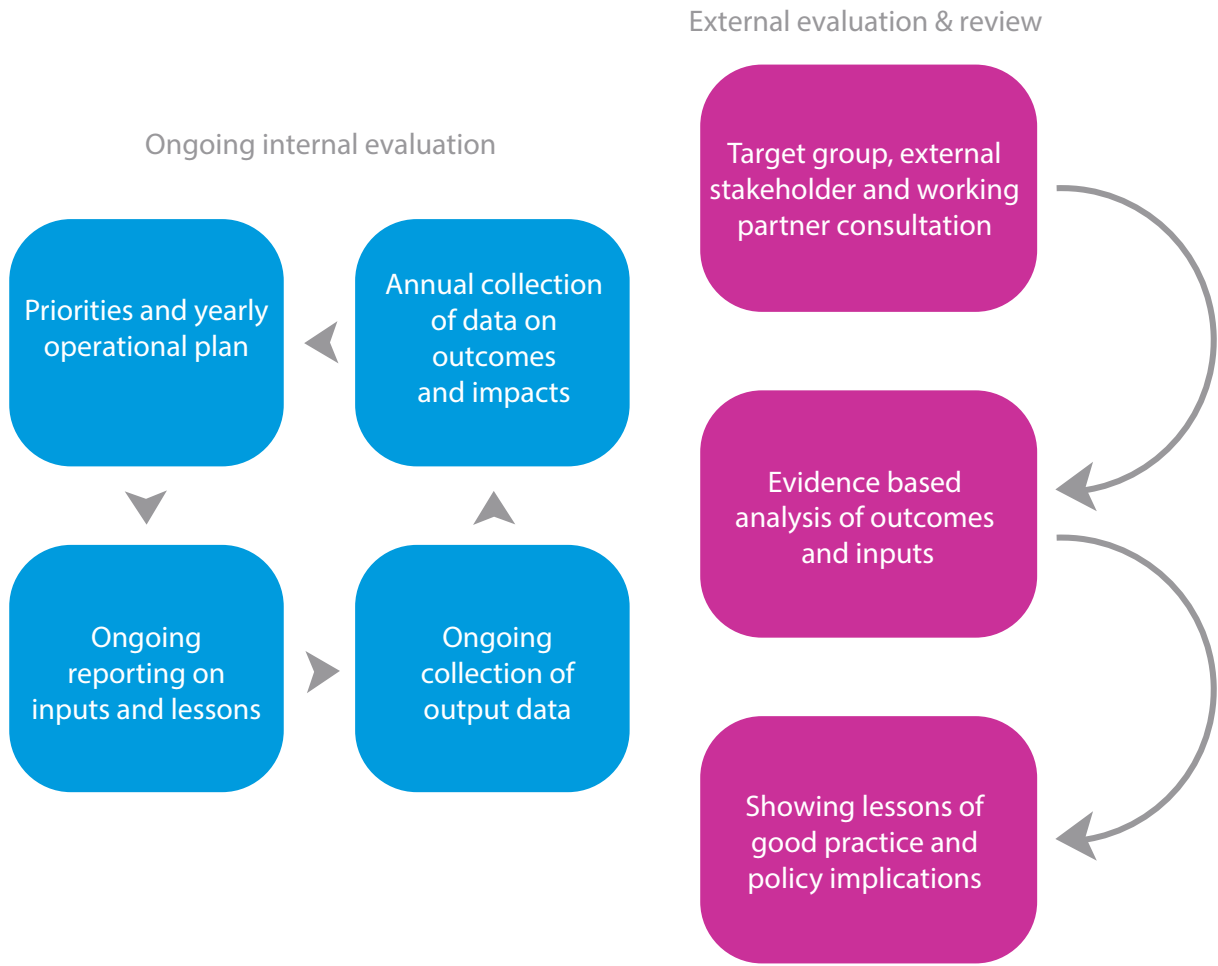 External evaluation & review
Target group, external
stakeholder and working
partner consultation
Ongoing internal evaluation
Priorities and yearly
operational plan
Annual collection
of data on
outcomes
and impacts
Evidence based
analysis of outcomes
and inputs
Ongoing
reporting on
inputs and lessons
Ongoing
collection of
output data
Showing lessons of
good practice and
policy implications